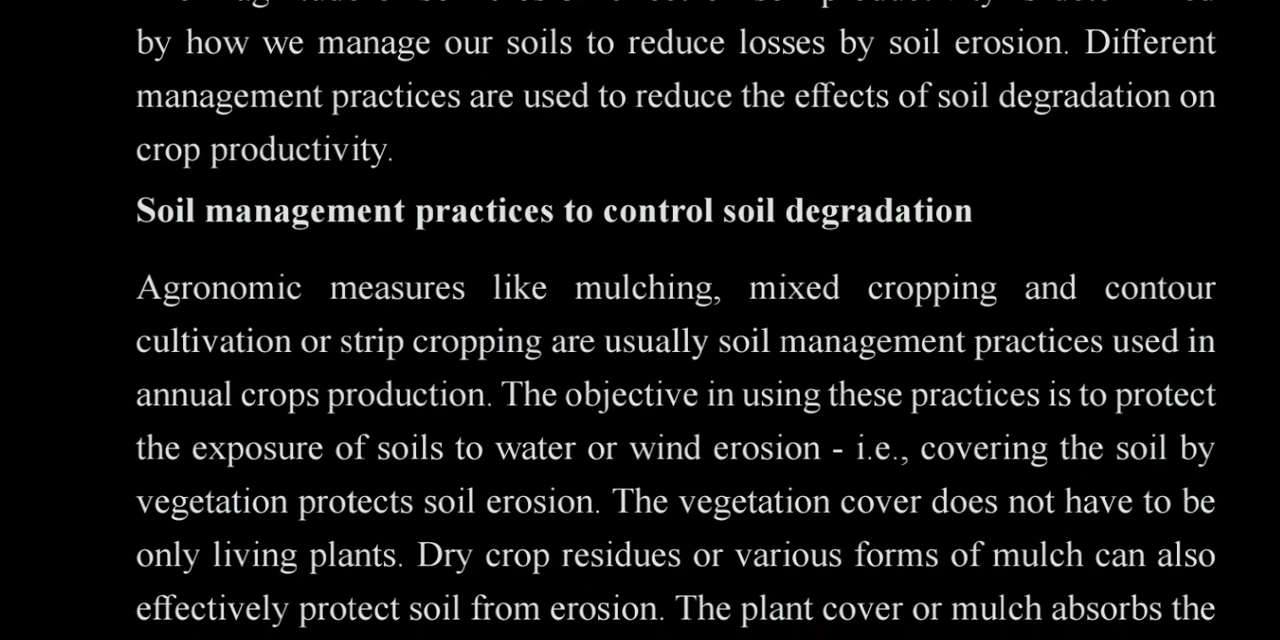 by how we manage our soils to reduce losses by soil erosion. Different
management practices are used to reduce the effects of soil degradation on
crop productivity.
Soil management practices to control soil degradation
Agronomic measures like mulching, mixed cropping and contour
cultivation or strip cropping are usually soil management practices used in
annual crops production. The objective in using these practices is to protect
the exposure of soils to water or wind erosion - i.e., covering the soil by
vegetation protects soil erosion. The vegetation cover does not have to be
only living plants. Dry crop residues or various forms of mulch can also
effectively protect soil from erosion. The plant cover or mulch absorbs the